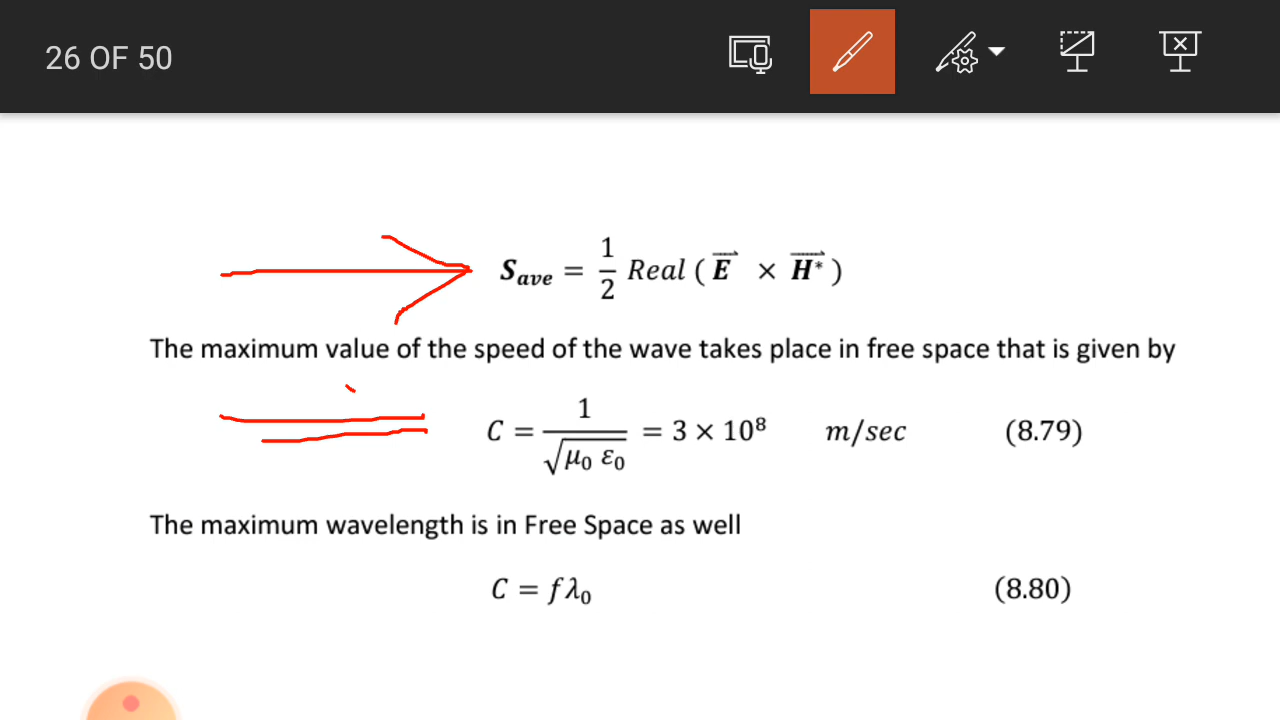 26 OF 50
S_ave = 1/2 Real ( E⃗ × H*⃗ )
The maximum value of the speed of the wave takes place in free space that is given by
C = 1/√(μ₀ ε₀) = 3 × 10⁸ m/sec (8.79)
The maximum wavelength is in Free Space as well
C = fλ₀ (8.80)